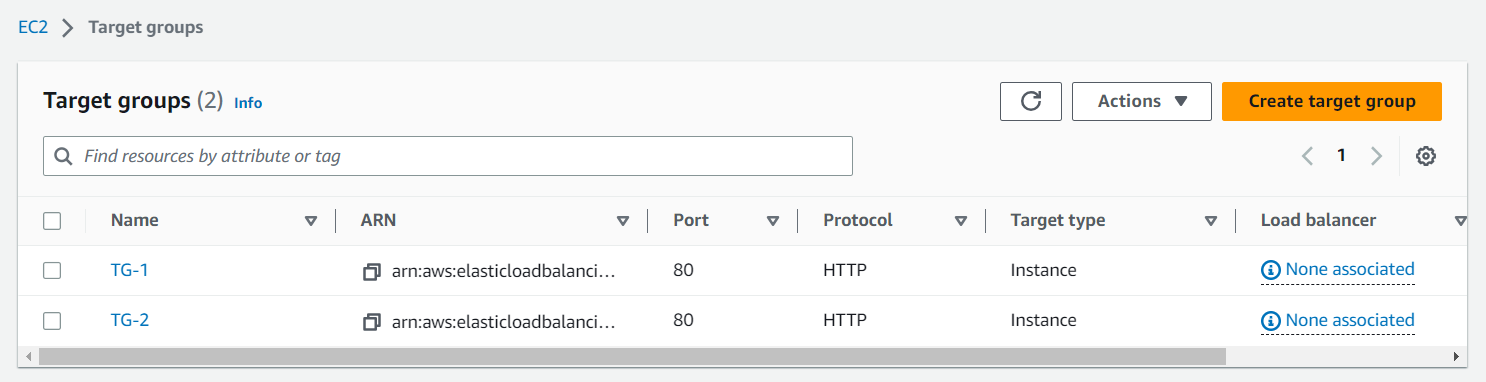 EC2 Target groups
Target groups (2) Info Actions Create target group
Find resources by attribute or tag 1
Name ARN Port Protocol Target type Load balancer
TG-1 arn:aws:elasticloadbalanci... 80 HTTP Instance None associated
TG-2 arn:aws:elasticloadbalanci... 80 HTTP Instance None associated